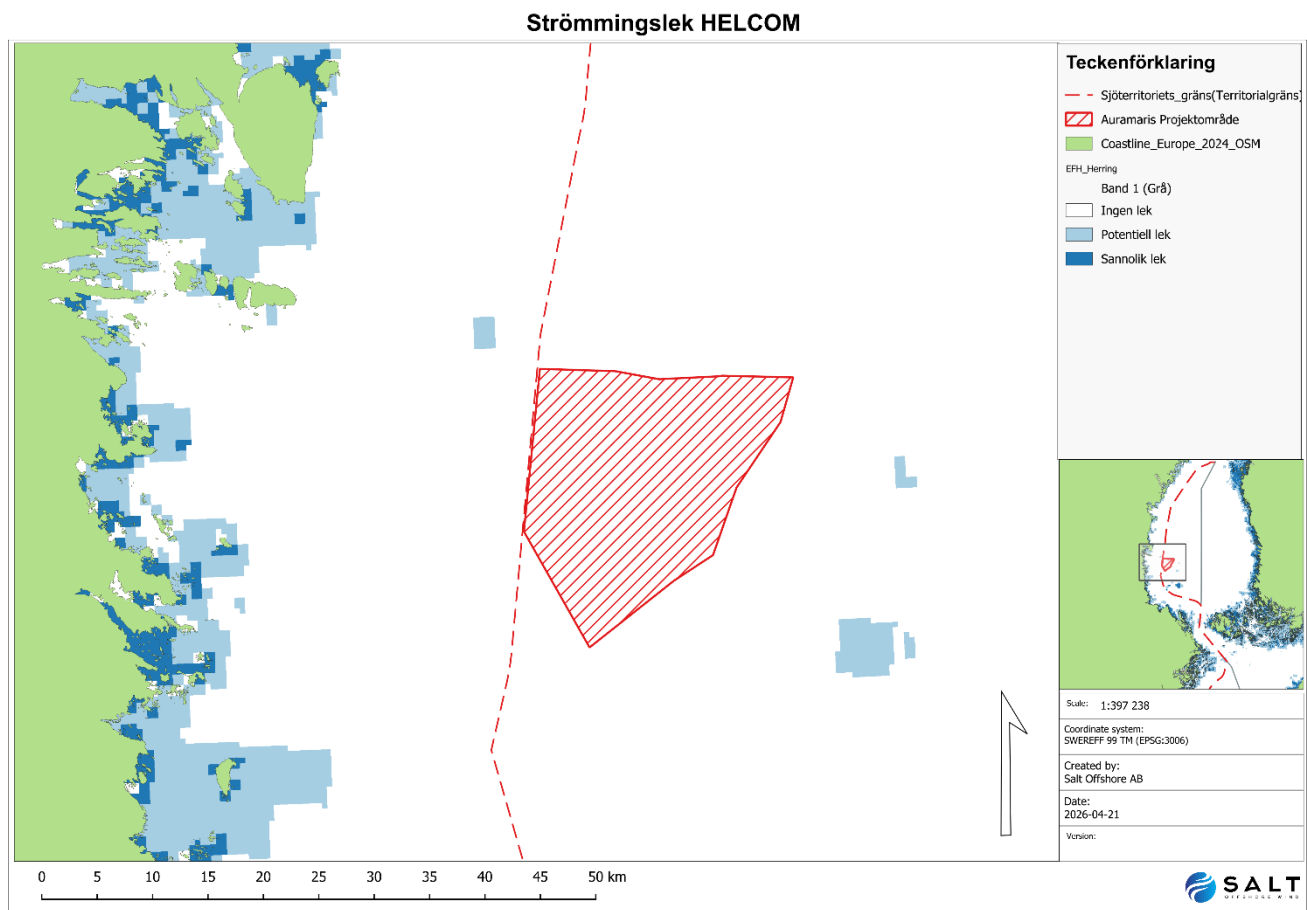 Strömmingslek HELCOM
Teckenförklaring
Sjöterritoriets_gräns(Territorialgräns)
Auramaris Projektområde
Coastline_Europe_2024_OSM
EFH_Herring
Band 1 (Grå)
Ingen lek
Potentiell lek
Sannolik lek
Scale: 1:397 238
Coordinate system:
SWEREFF 99 TM (EPSG:3006)
Created by:
Salt Offshore AB
Date:
2026-04-21
Version:
0 5 10 15 20 25 30 35 40 45 50 km
SALT
OFFSHORE WIND